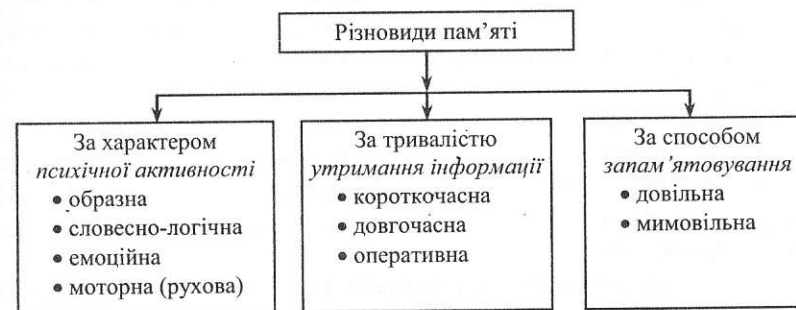 Різновиди пам’яті
За характером
психічної активності
• образна
• словесно-логічна
• емоційна
• моторна (рухова)
За тривалістю
утримання інформації
• короткочасна
• довгочасна
• оперативна
За способом
запам’ятовування
• довільна
• мимовільна